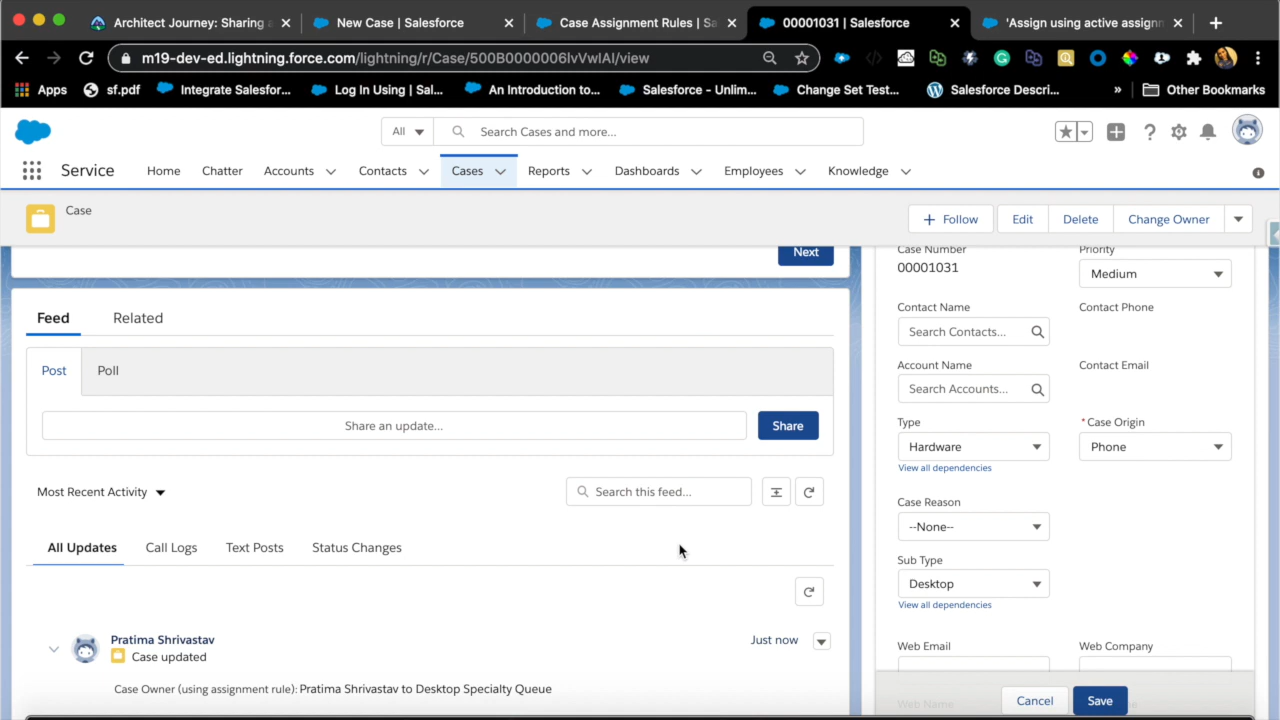 Architect Journey: Sharing a
New Case | Salesforce
Case Assignment Rules | Sa
00001031 | Salesforce
'Assign using active assignm
m19-dev-ed.lightning.force.com/lightning/r/Case/500B0000006IvVwIAI/view
Apps
sf.pdf
Integrate Salesfor...
Log In Using | Sal...
An Introduction to...
Salesforce - Unlim...
Change Set Test...
Salesforce Descri...
»
Other Bookmarks
All
Search Cases and more...
Service
Home
Chatter
Accounts
Contacts
Cases
Reports
Dashboards
Employees
Knowledge
Case
+ Follow
Edit
Delete
Change Owner
Next
Feed
Related
Post
Poll
Share an update...
Share
Most Recent Activity
Search this feed...
All Updates
Call Logs
Text Posts
Status Changes
Pratima Shrivastav
Just now
Case updated
Case Owner (using assignment rule): Pratima Shrivastav to Desktop Specialty Queue
Case Number
Priority
00001031
Medium
Contact Name
Contact Phone
Search Contacts...
Account Name
Contact Email
Search Accounts...
Type
* Case Origin
Hardware
Phone
View all dependencies
Case Reason
--None--
Sub Type
Desktop
View all dependencies
Web Email
Web Company
Cancel
Save
Web Name